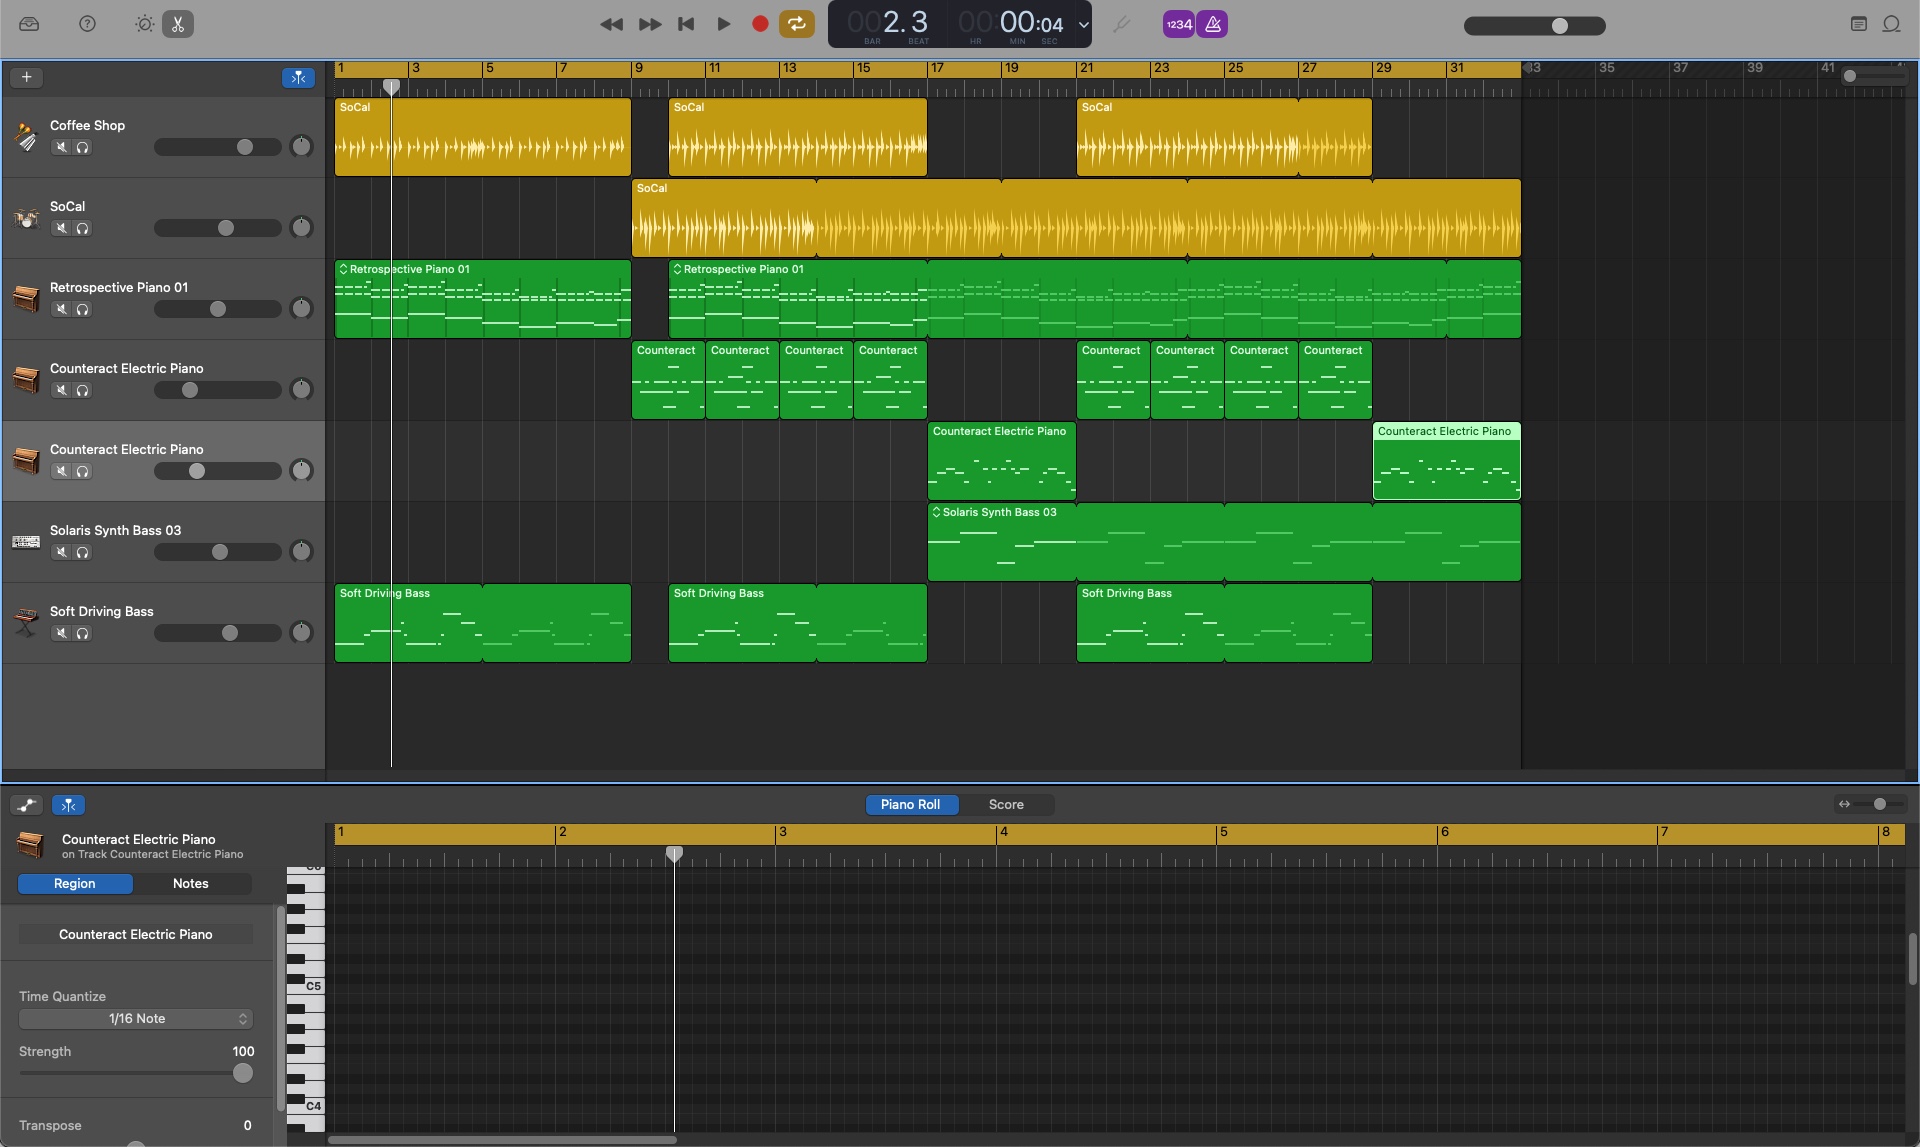 002.3
BAR BEAT
00 00:04
HR MIN SEC
1234
1 3 5 7 9 11 13 15 17 19 21 23 25 27 29 31 33 35 37 39 41
Coffee Shop
SoCal SoCal SoCal
SoCal
SoCal
Retrospective Piano 01
Retrospective Piano 01 Retrospective Piano 01
Counteract Electric Piano
Counteract Counteract Counteract Counteract Counteract Counteract Counteract Counteract
Counteract Electric Piano
Counteract Electric Piano Counteract Electric Piano
Solaris Synth Bass 03
Solaris Synth Bass 03
Soft Driving Bass
Soft Driving Bass Soft Driving Bass Soft Driving Bass
Piano Roll Score
Counteract Electric Piano
on Track Counteract Electric Piano
1 2 3 4 5 6 7 8
Region Notes
Counteract Electric Piano
C5
Time Quantize
1/16 Note
Strength 100
C4
Transpose 0